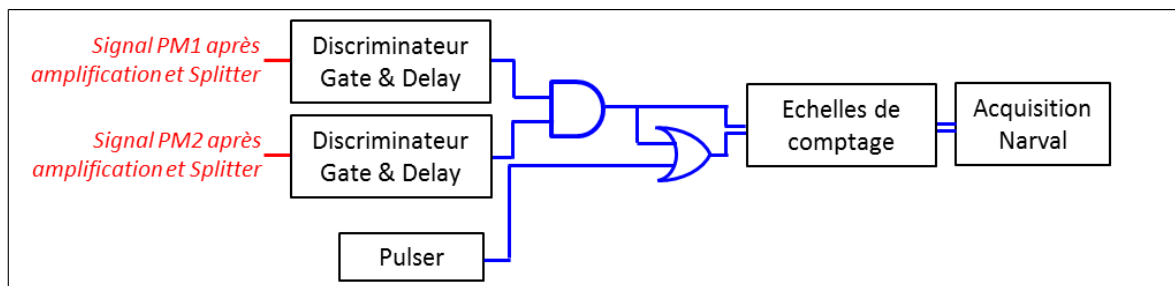 Signal PM1 après
amplification et Splitter
Discriminateur
Gate & Delay
Signal PM2 après
amplification et Splitter
Discriminateur
Gate & Delay
Pulser
Echelles de
comptage
Acquisition
Narval